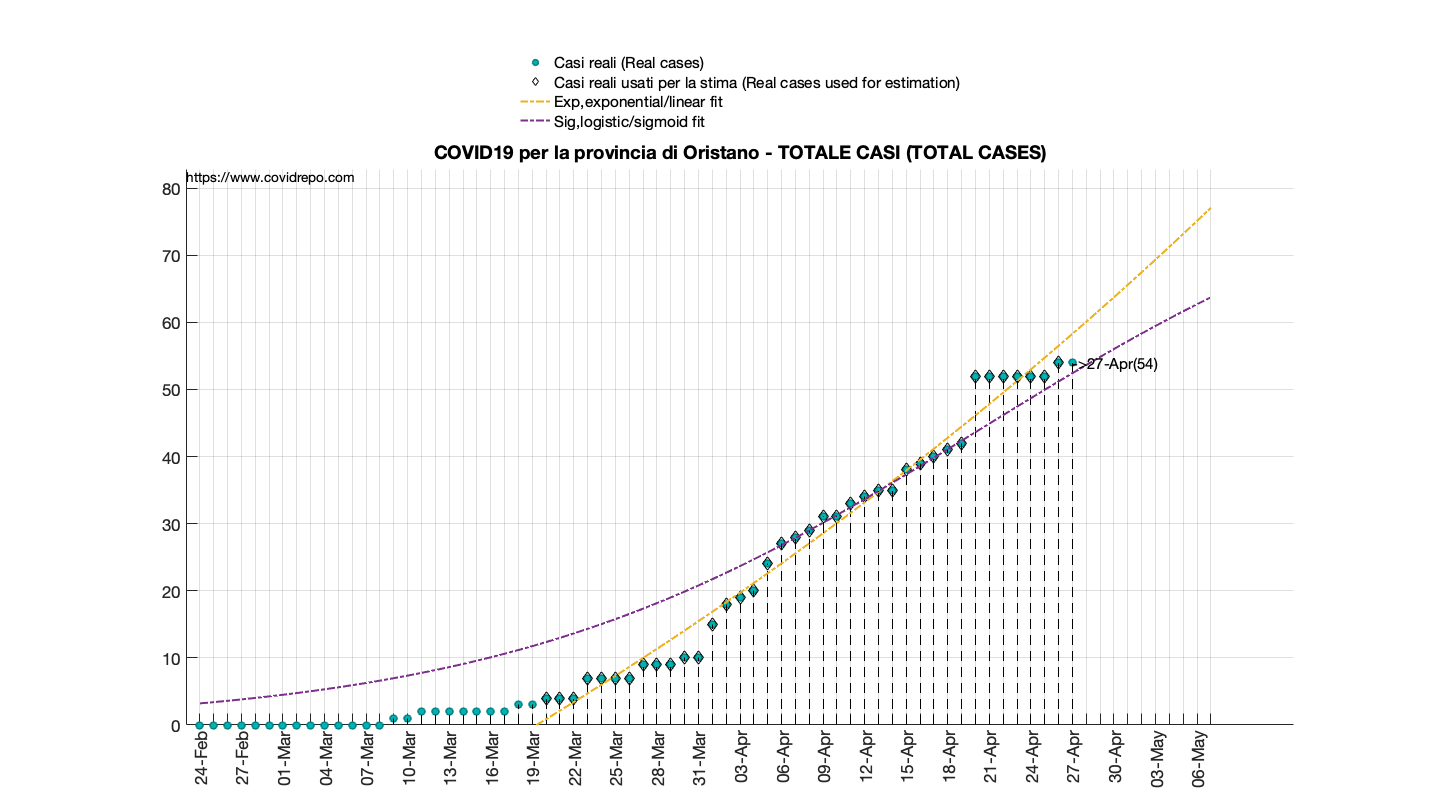 Casi reali (Real cases)
Casi reali usati per la stima (Real cases used for estimation)
Exp,exponential/linear fit
Sig,logistic/sigmoid fit
COVID19 per la provincia di Oristano - TOTALE CASI (TOTAL CASES)
https://www.covidrepo.com
80
70
60
50
40
30
20
10
0
->27-Apr(54)
24-Feb
27-Feb
01-Mar
04-Mar
07-Mar
10-Mar
13-Mar
16-Mar
19-Mar
22-Mar
25-Mar
28-Mar
31-Mar
03-Apr
06-Apr
09-Apr
12-Apr
15-Apr
18-Apr
21-Apr
24-Apr
27-Apr
30-Apr
03-May
06-May